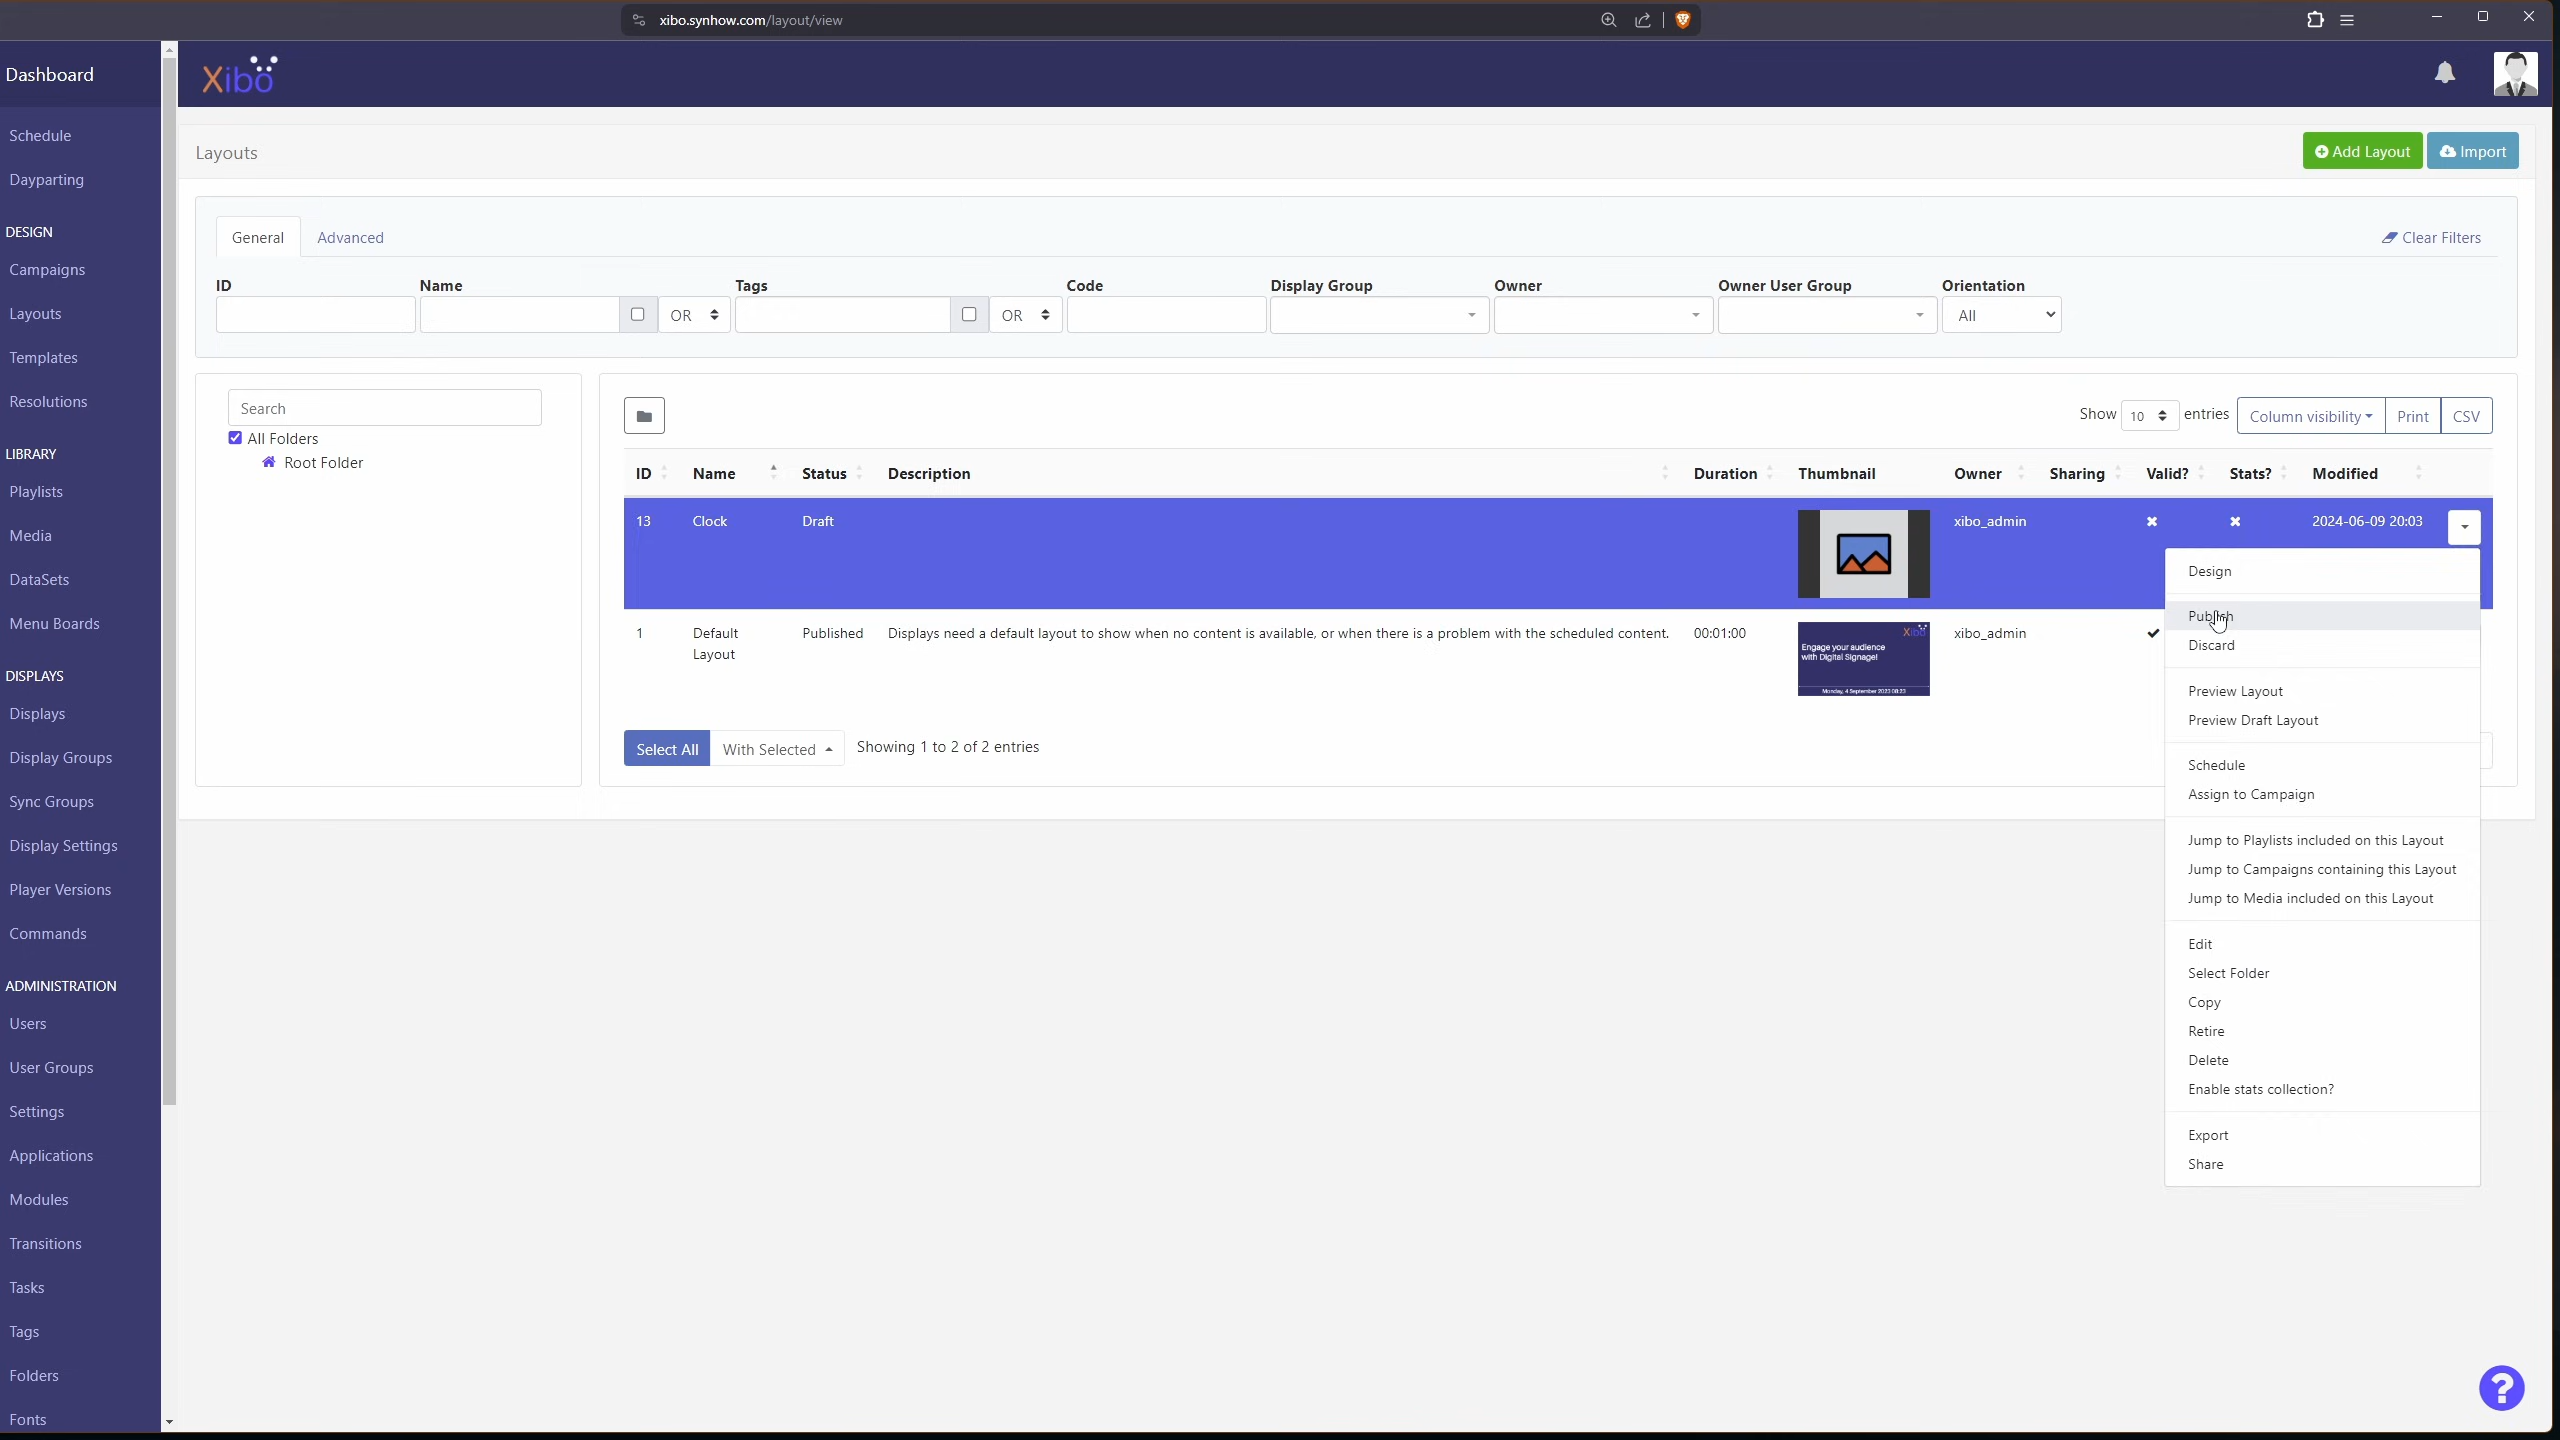 xibo.synhow.com/layout/view
Dashboard
Xibo
Schedule
Dayparting
DESIGN
Campaigns
Layouts
Templates
Resolutions
LIBRARY
Playlists
Media
DataSets
Menu Boards
DISPLAYS
Displays
Display Groups
Sync Groups
Display Settings
Player Versions
Commands
ADMINISTRATION
Users
User Groups
Settings
Applications
Modules
Transitions
Tasks
Tags
Folders
Fonts
Layouts
Add Layout
Import
General
Advanced
Clear Filters
ID
Name
Tags
Code
Display Group
Owner
Owner User Group
Orientation
OR
OR
All
Search
All Folders
Root Folder
Show 10 entries
Column visibility
Print
CSV
ID Name Status Description Duration Thumbnail Owner Sharing Valid? Stats? Modified
13 Clock Draft xibo_admin 2024-06-09 20:03
1 Default Published Displays need a default layout to show when no content is available, or when there is a problem with the scheduled content. 00:01:00 xibo_admin
Layout
Xibo
Engage your audience
with Digital Signage!
Monday, 4 September 2023 08:23
Select All
With Selected
Showing 1 to 2 of 2 entries
Design
Publish
Discard
Preview Layout
Preview Draft Layout
Schedule
Assign to Campaign
Jump to Playlists included on this Layout
Jump to Campaigns containing this Layout
Jump to Media included on this Layout
Edit
Select Folder
Copy
Retire
Delete
Enable stats collection?
Export
Share
?